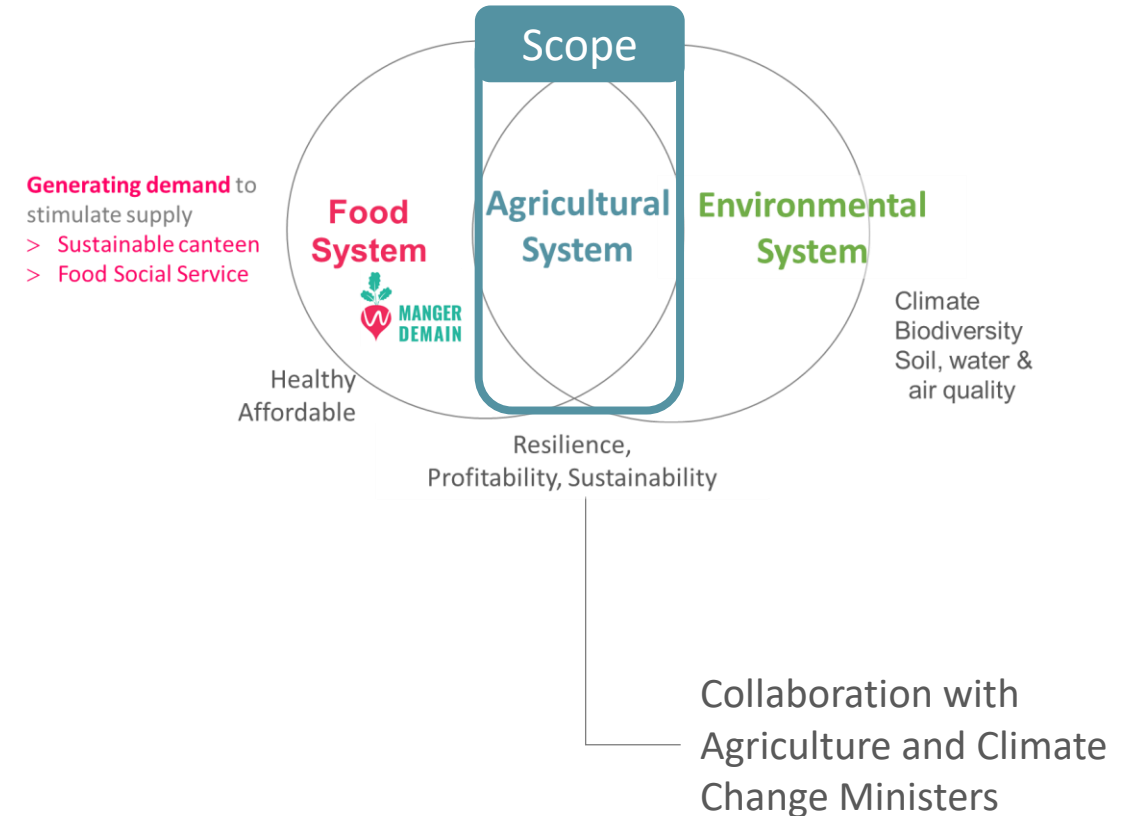 Scope
Generating demand to
stimulate supply
> Sustainable canteen
> Food Social Service
Food
System
MANGER
DEMAIN
Healthy
Affordable
Agricultural
System
Environmental
System
Climate
Biodiversity
Soil, water &
air quality
Resilience,
Profitability, Sustainability
Collaboration with
Agriculture and Climate
Change Ministers